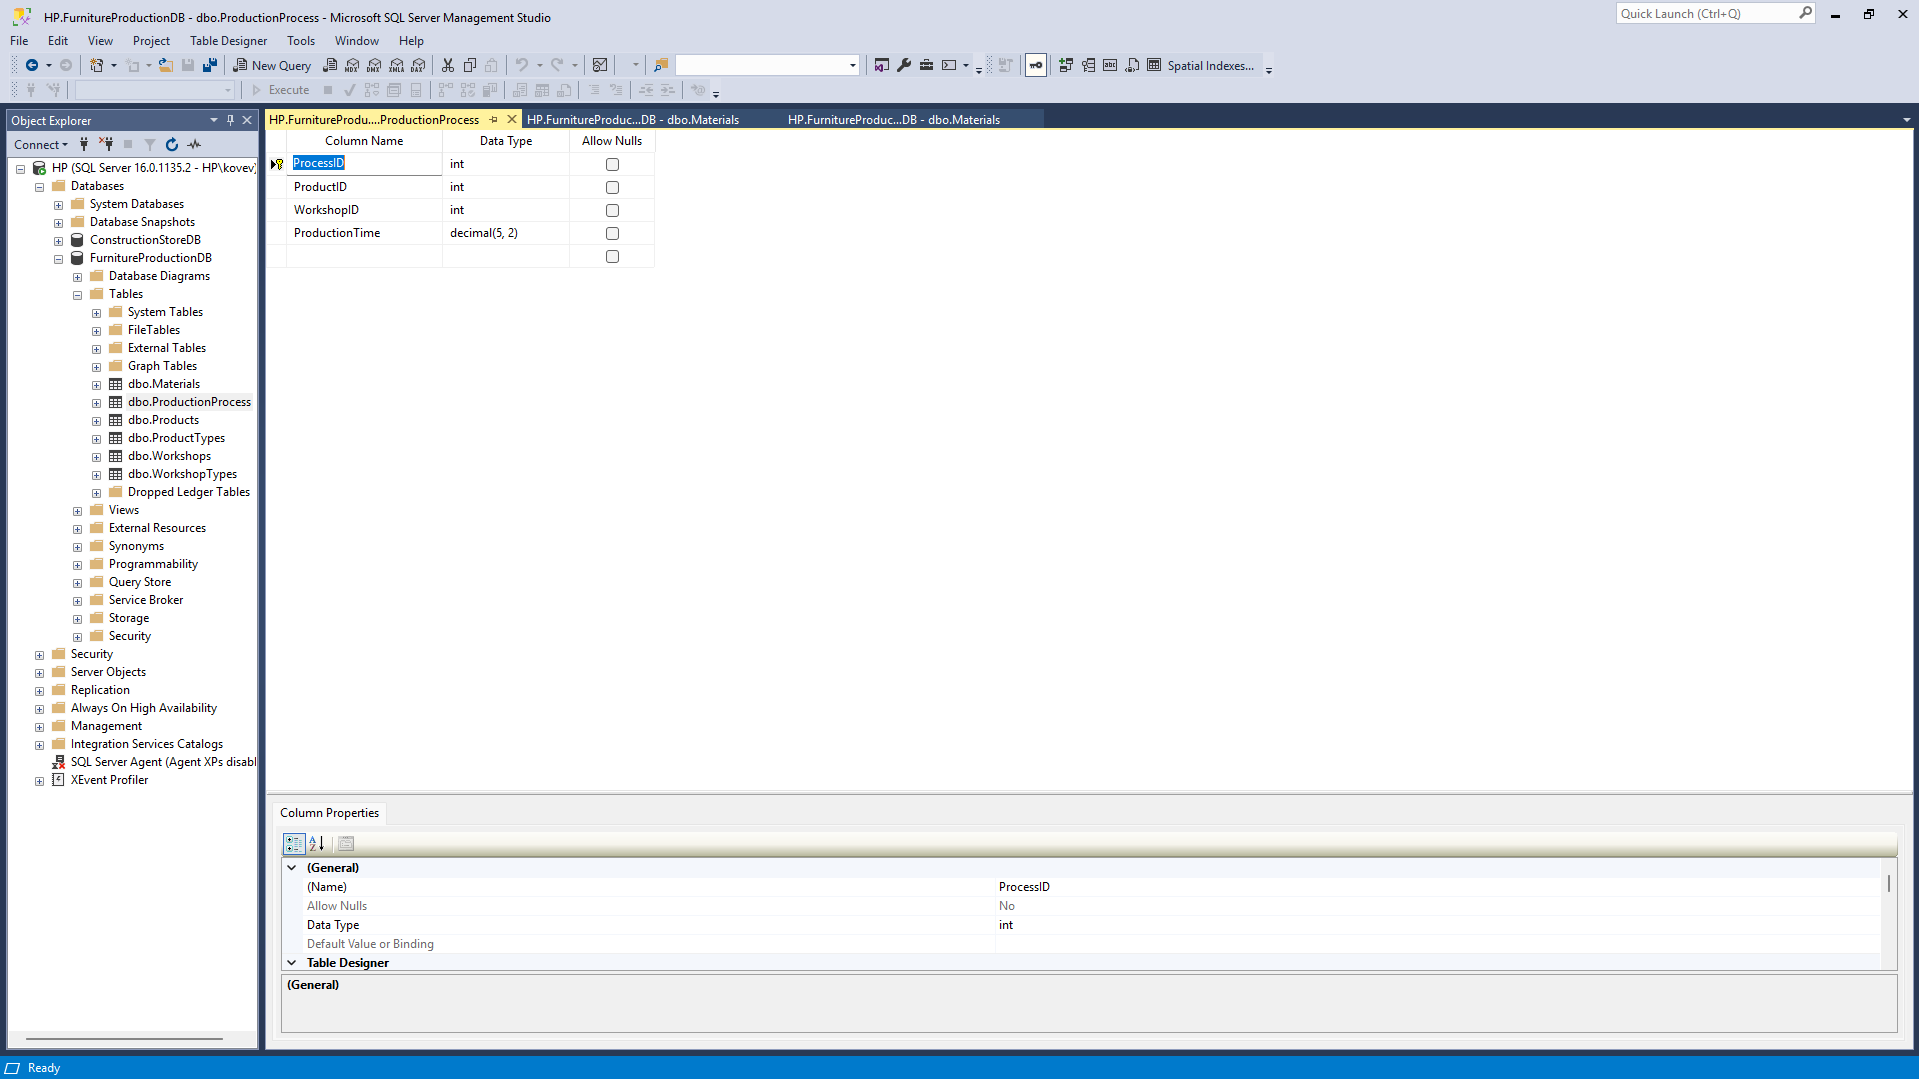 HP.FurnitureProductionDB - dbo.ProductionProcess - Microsoft SQL Server Management Studio
Quick Launch (Ctrl+Q)
File Edit View Project Table Designer Tools Window Help
New Query
MDX DMX XMLA DAX
Spatial Indexes...
Execute
Object Explorer
Connect
HP (SQL Server 16.0.1135.2 - HP\kovev)
Databases
System Databases
Database Snapshots
ConstructionStoreDB
FurnitureProductionDB
Database Diagrams
Tables
System Tables
FileTables
External Tables
Graph Tables
dbo.Materials
dbo.ProductionProcess
dbo.Products
dbo.ProductTypes
dbo.Workshops
dbo.WorkshopTypes
Dropped Ledger Tables
Views
External Resources
Synonyms
Programmability
Query Store
Service Broker
Storage
Security
Security
Server Objects
Replication
Always On High Availability
Management
Integration Services Catalogs
SQL Server Agent (Agent XPs disabl
XEvent Profiler
HP.FurnitureProdu....ProductionProcess HP.FurnitureProduc...DB - dbo.Materials HP.FurnitureProduc...DB - dbo.Materials
Column Name Data Type Allow Nulls
ProcessID int
ProductID int
WorkshopID int
ProductionTime decimal(5, 2)
Column Properties
(General)
(Name) ProcessID
Allow Nulls No
Data Type int
Default Value or Binding
Table Designer
(General)
Ready